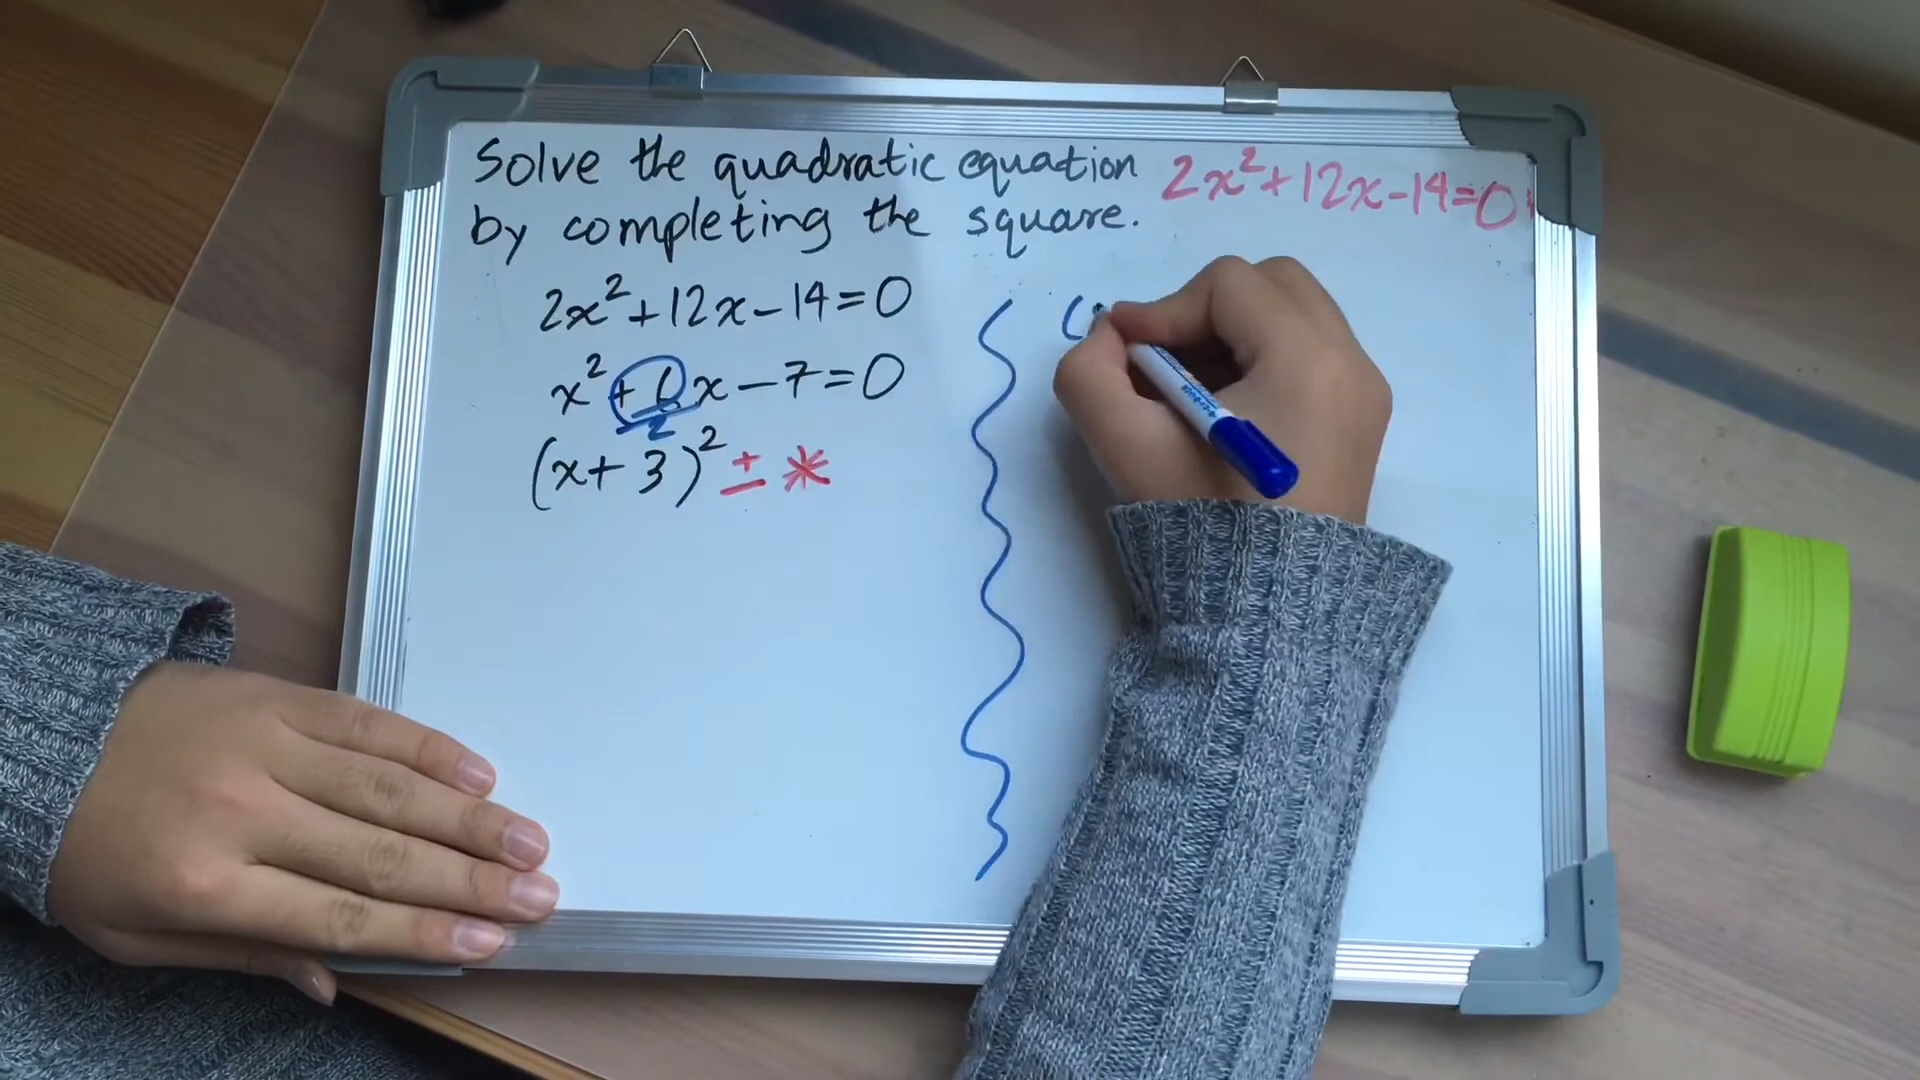 Solve the quadratic equation 2x²+12x-14=0
by completing the square.
2x²+12x-14=0
x²+6x-7=0
2
(x+3)² ± *
(